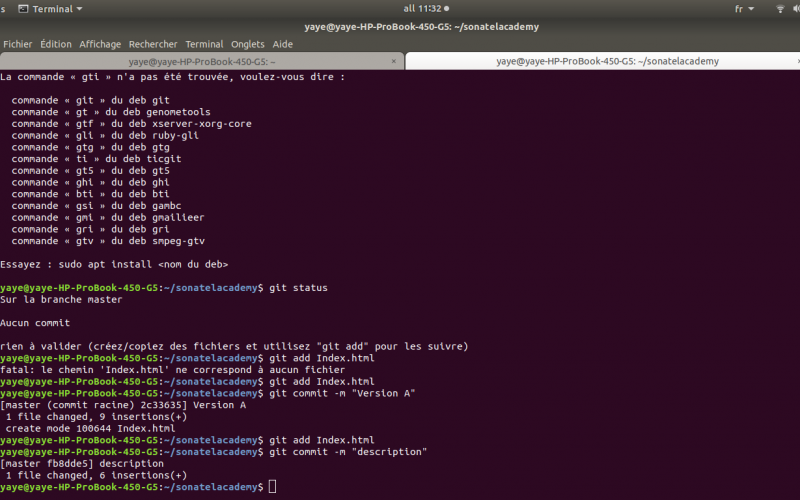 s Terminal all 11:32 fr
yaye@yaye-HP-ProBook-450-G5: ~/sonatelacademy
Fichier Édition Affichage Rechercher Terminal Onglets Aide
yaye@yaye-HP-ProBook-450-G5: ~ × yaye@yaye-HP-ProBook-450-G5: ~/sonatelacademy ×
La commande « gti » n'a pas été trouvée, voulez-vous dire :
commande « git » du deb git
commande « gt » du deb genometools
commande « gtf » du deb xserver-xorg-core
commande « gli » du deb ruby-gli
commande « gtg » du deb gtg
commande « ti » du deb ticgit
commande « gt5 » du deb gt5
commande « ghi » du deb ghi
commande « bti » du deb bti
commande « gsi » du deb gambc
commande « gmi » du deb gmailieer
commande « gri » du deb gri
commande « gtv » du deb smpeg-gtv
Essayez : sudo apt install <nom du deb>
yaye@yaye-HP-ProBook-450-G5:~/sonatelacademy$ git status
Sur la branche master
Aucun commit
rien à valider (créez/copiez des fichiers et utilisez "git add" pour les suivre)
yaye@yaye-HP-ProBook-450-G5:~/sonatelacademy$ git add Index.html
fatal: le chemin 'Index.html' ne correspond à aucun fichier
yaye@yaye-HP-ProBook-450-G5:~/sonatelacademy$ git add Index.html
yaye@yaye-HP-ProBook-450-G5:~/sonatelacademy$ git commit -m "Version A"
[master (commit racine) 2c33635] Version A
1 file changed, 9 insertions(+)
create mode 100644 Index.html
yaye@yaye-HP-ProBook-450-G5:~/sonatelacademy$ git add Index.html
yaye@yaye-HP-ProBook-450-G5:~/sonatelacademy$ git commit -m "description"
[master fb8dde5] description
1 file changed, 6 insertions(+)
yaye@yaye-HP-ProBook-450-G5:~/sonatelacademy$